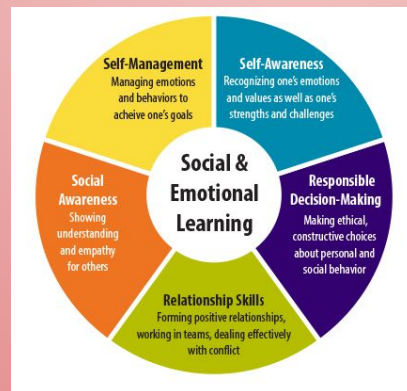 Self-Management
Managing emotions
and behaviors to
acheive one's goals
Self-Awareness
Recognizing one's emotions
and values as well as one's
strengths and challenges
Social &
Emotional
Learning
Social
Awareness
Showing
understanding
and empathy
for others
Responsible
Decision-Making
Making ethical,
constructive choices
about personal and
social behavior
Relationship Skills
Forming positive relationships,
working in teams, dealing effectively
with conflict